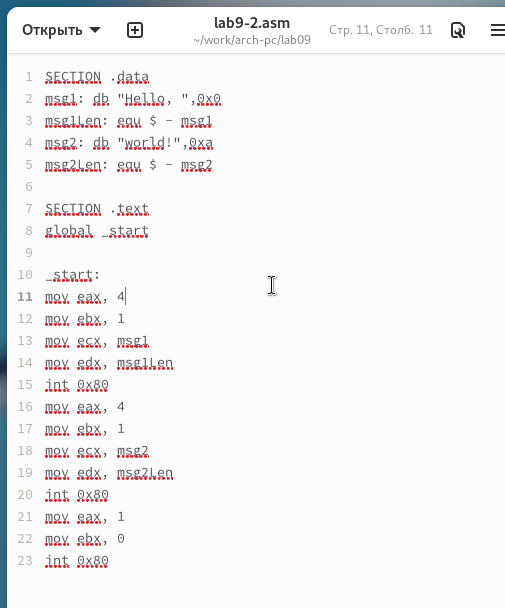 Открыть
lab9-2.asm
~/work/arch-pc/lab09
Стр. 11, Столб. 11
1 SECTION .data
2 msg1: db "Hello, ",0x0
3 msg1Len: equ $ - msg1
4 msg2: db "world!",0xa
5 msg2Len: equ $ - msg2
6
7 SECTION .text
8 global _start
9
10 _start:
11 mov eax, 4
12 mov ebx, 1
13 mov ecx, msg1
14 mov edx, msg1Len
15 int 0x80
16 mov eax, 4
17 mov ebx, 1
18 mov ecx, msg2
19 mov edx, msg2Len
20 int 0x80
21 mov eax, 1
22 mov ebx, 0
23 int 0x80